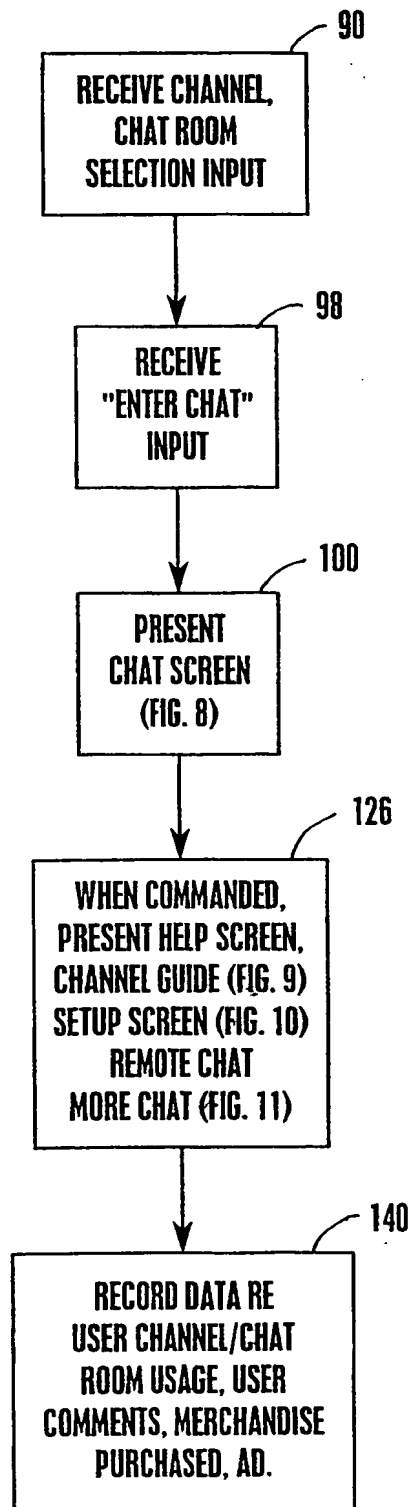 90
RECEIVE CHANNEL,
CHAT ROOM
SELECTION INPUT
98
RECEIVE
"ENTER CHAT"
INPUT
100
PRESENT
CHAT SCREEN
(FIG. 8)
126
WHEN COMMANDED,
PRESENT HELP SCREEN,
CHANNEL GUIDE (FIG. 9)
SETUP SCREEN (FIG. 10)
REMOTE CHAT
MORE CHAT (FIG. 11)
140
RECORD DATA RE
USER CHANNEL/CHAT
ROOM USAGE, USER
COMMENTS, MERCHANDISE
PURCHASED, AD.